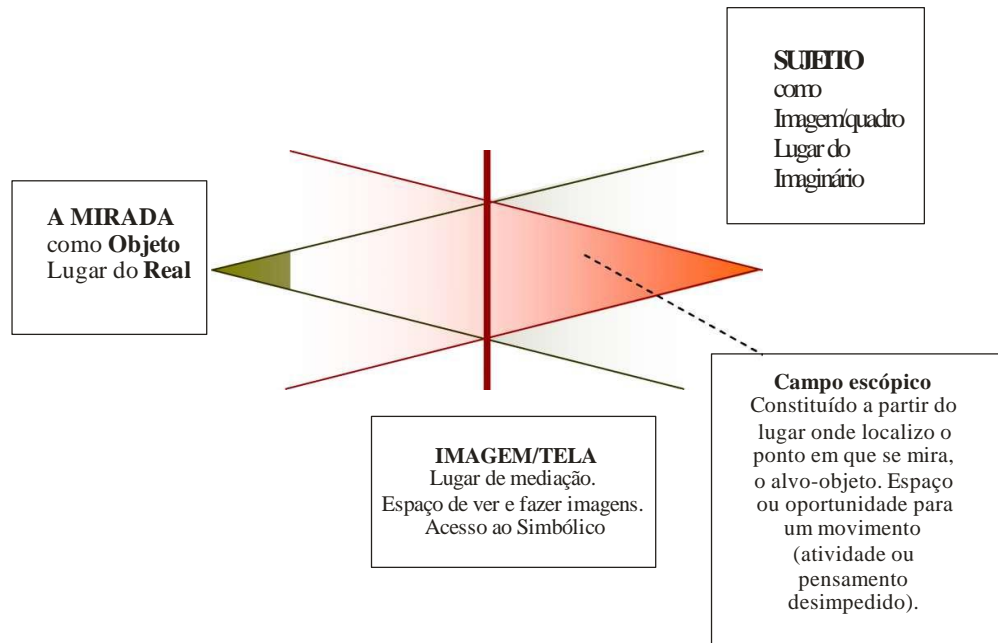 A MIRADA
como Objeto
Lugar do Real
SUJEITO
como
Imagem/quadro
Lugar do
Imaginário
IMAGEM/TELA
Lugar de mediação.
Espaço de ver e fazer imagens.
Acesso ao Simbólico
Campo escópico
Constituído a partir do
lugar onde localizo o
ponto em que se mira,
o alvo-objeto. Espaço
ou oportunidade para
um movimento
(atividade ou
pensamento
desimpedido).